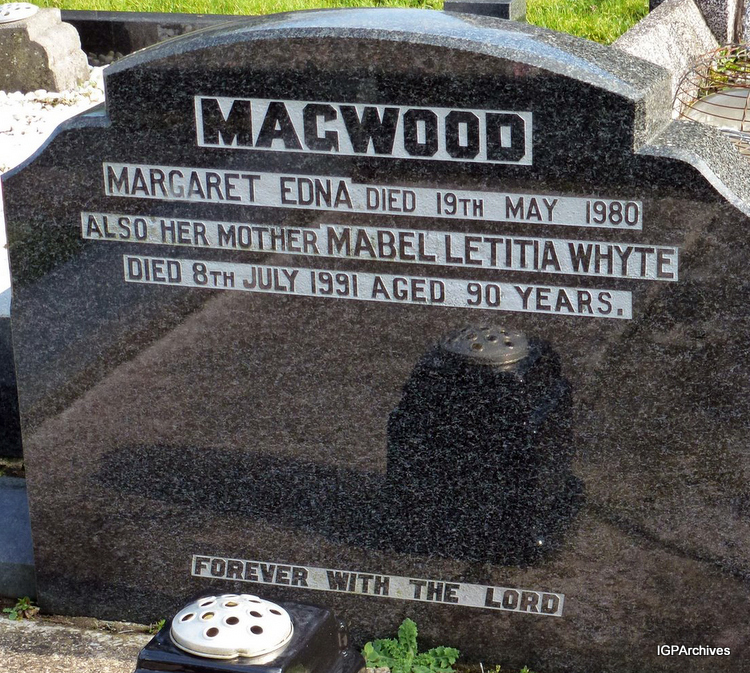 MAGWOOD
MARGARET EDNA DIED 19TH MAY 1980
ALSO HER MOTHER MABEL LETITIA WHYTE
DIED 8TH JULY 1991 AGED 90 YEARS.
FOREVER WITH THE LORD
IGPArchives